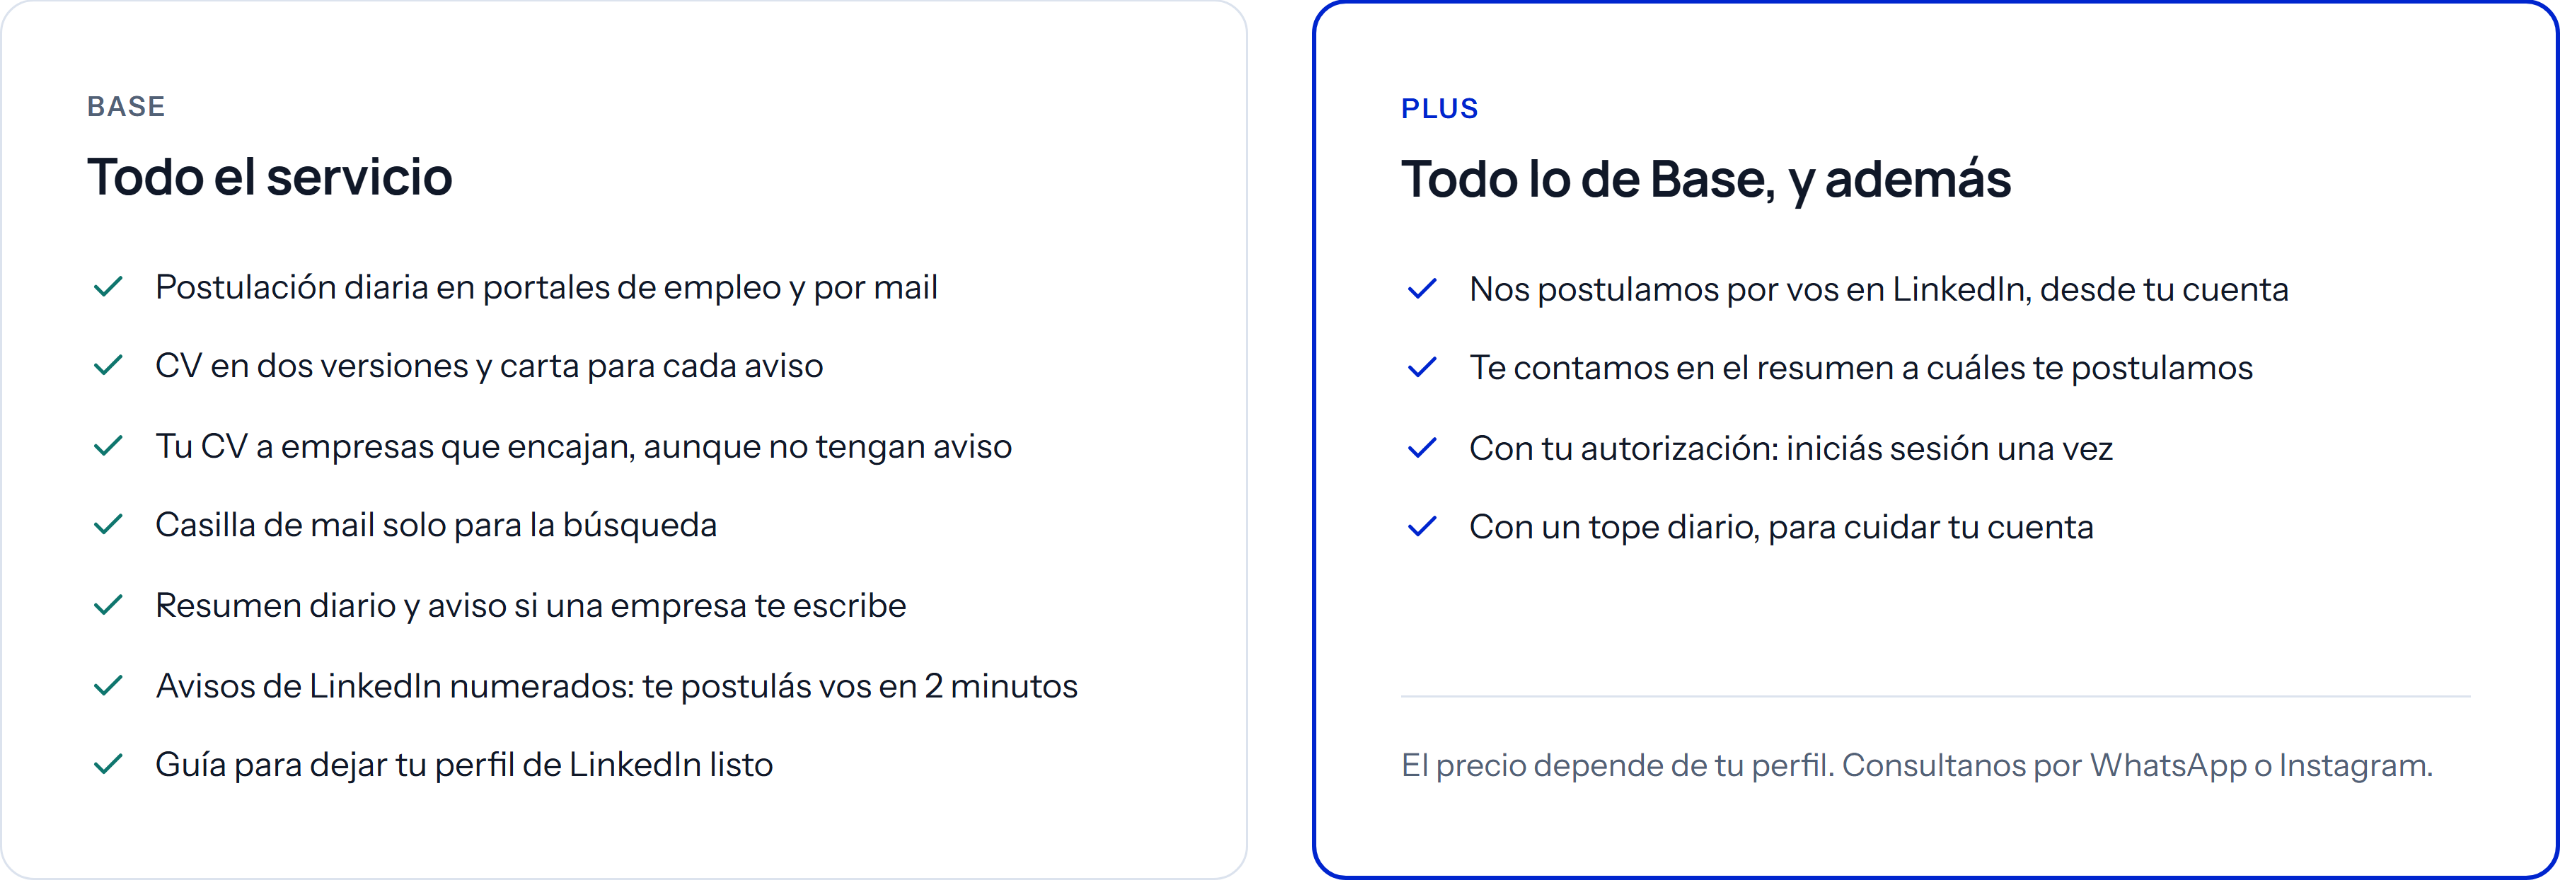 BASE
Todo el servicio
Postulación diaria en portales de empleo y por mail
CV en dos versiones y carta para cada aviso
Tu CV a empresas que encajan, aunque no tengan aviso
Casilla de mail solo para la búsqueda
Resumen diario y aviso si una empresa te escribe
Avisos de LinkedIn numerados: te postulás vos en 2 minutos
Guía para dejar tu perfil de LinkedIn listo
PLUS
Todo lo de Base, y además
Nos postulamos por vos en LinkedIn, desde tu cuenta
Te contamos en el resumen a cuáles te postulamos
Con tu autorización: iniciás sesión una vez
Con un tope diario, para cuidar tu cuenta
El precio depende de tu perfil. Consultanos por WhatsApp o Instagram.